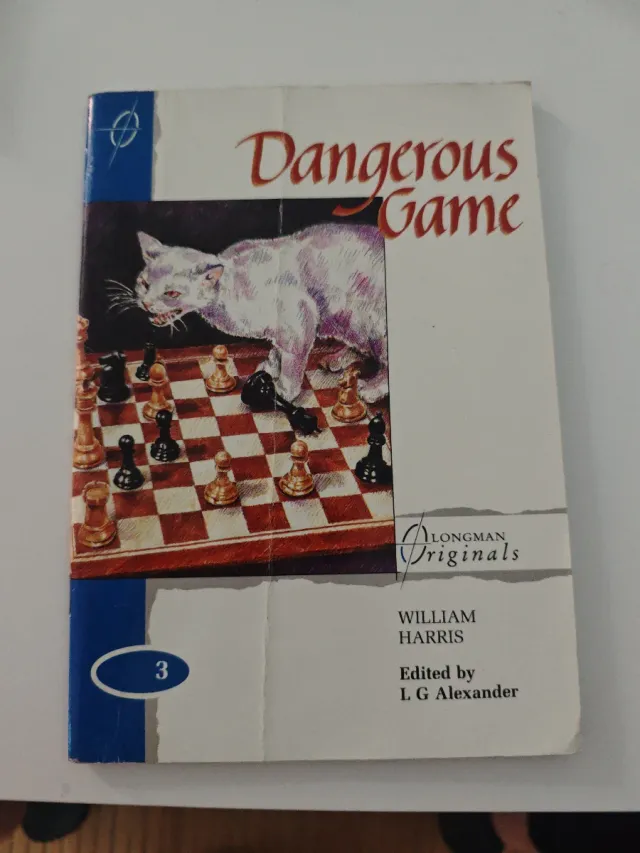 Dangerous
Game
LONGMAN
Originals
WILLIAM
HARRIS
Edited by
L G Alexander
3